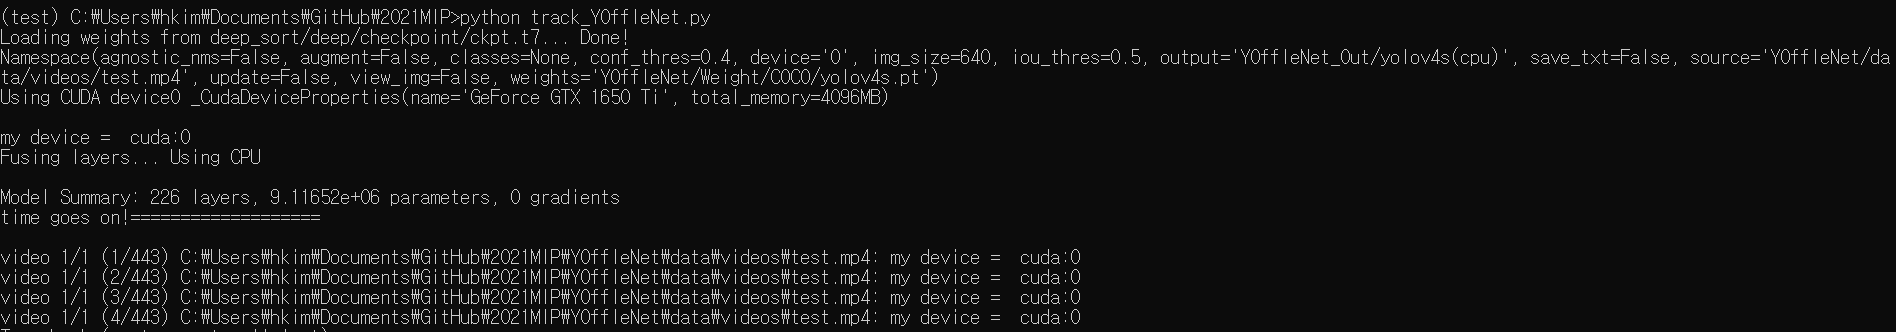 (test) C:₩Users₩hkim₩Documents₩GitHub₩2021MIP>python track_YOffleNet.py
Loading weights from deep_sort/deep/checkpoint/ckpt.t7... Done!
Namespace(agnostic_nms=False, augment=False, classes=None, conf_thres=0.4, device='0', img_size=640, iou_thres=0.5, output='YOffleNet_Out/yolov4s(cpu)', save_txt=False, source='YOffleNet/da
ta/videos/test.mp4', update=False, view_img=False, weights='YOffleNet/Weight/COCO/yolov4s.pt')
Using CUDA device0 _CudaDeviceProperties(name='GeForce GTX 1650 Ti', total_memory=4096MB)
my device =  cuda:0
Fusing layers... Using CPU
Model Summary: 226 layers, 9.11652e+06 parameters, 0 gradients
time goes on!===================
video 1/1 (1/443) C:₩Users₩hkim₩Documents₩GitHub₩2021MIP₩YOffleNet₩data₩videos₩test.mp4: my device =  cuda:0
video 1/1 (2/443) C:₩Users₩hkim₩Documents₩GitHub₩2021MIP₩YOffleNet₩data₩videos₩test.mp4: my device =  cuda:0
video 1/1 (3/443) C:₩Users₩hkim₩Documents₩GitHub₩2021MIP₩YOffleNet₩data₩videos₩test.mp4: my device =  cuda:0
video 1/1 (4/443) C:₩Users₩hkim₩Documents₩GitHub₩2021MIP₩YOffleNet₩data₩videos₩test.mp4: my device =  cuda:0